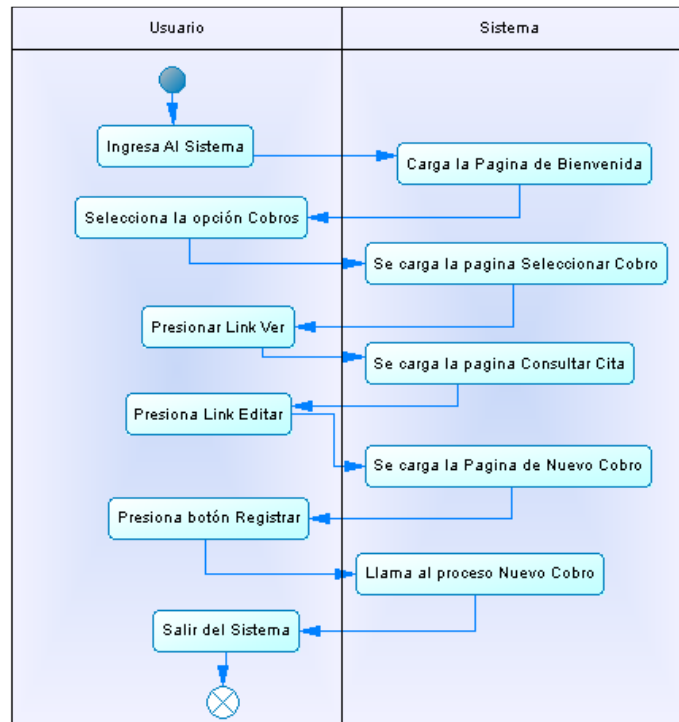 Usuario
Sistema
Ingresa Al Sistema
Carga la Pagina de Bienvenida
Selecciona la opción Cobros
Se carga la pagina Seleccionar Cobro
Presionar Link Ver
Se carga la pagina Consultar Cita
Presiona Link Editar
Se carga la Pagina de Nuevo Cobro
Presiona botón Registrar
Llama al proceso Nuevo Cobro
Salir del Sistema